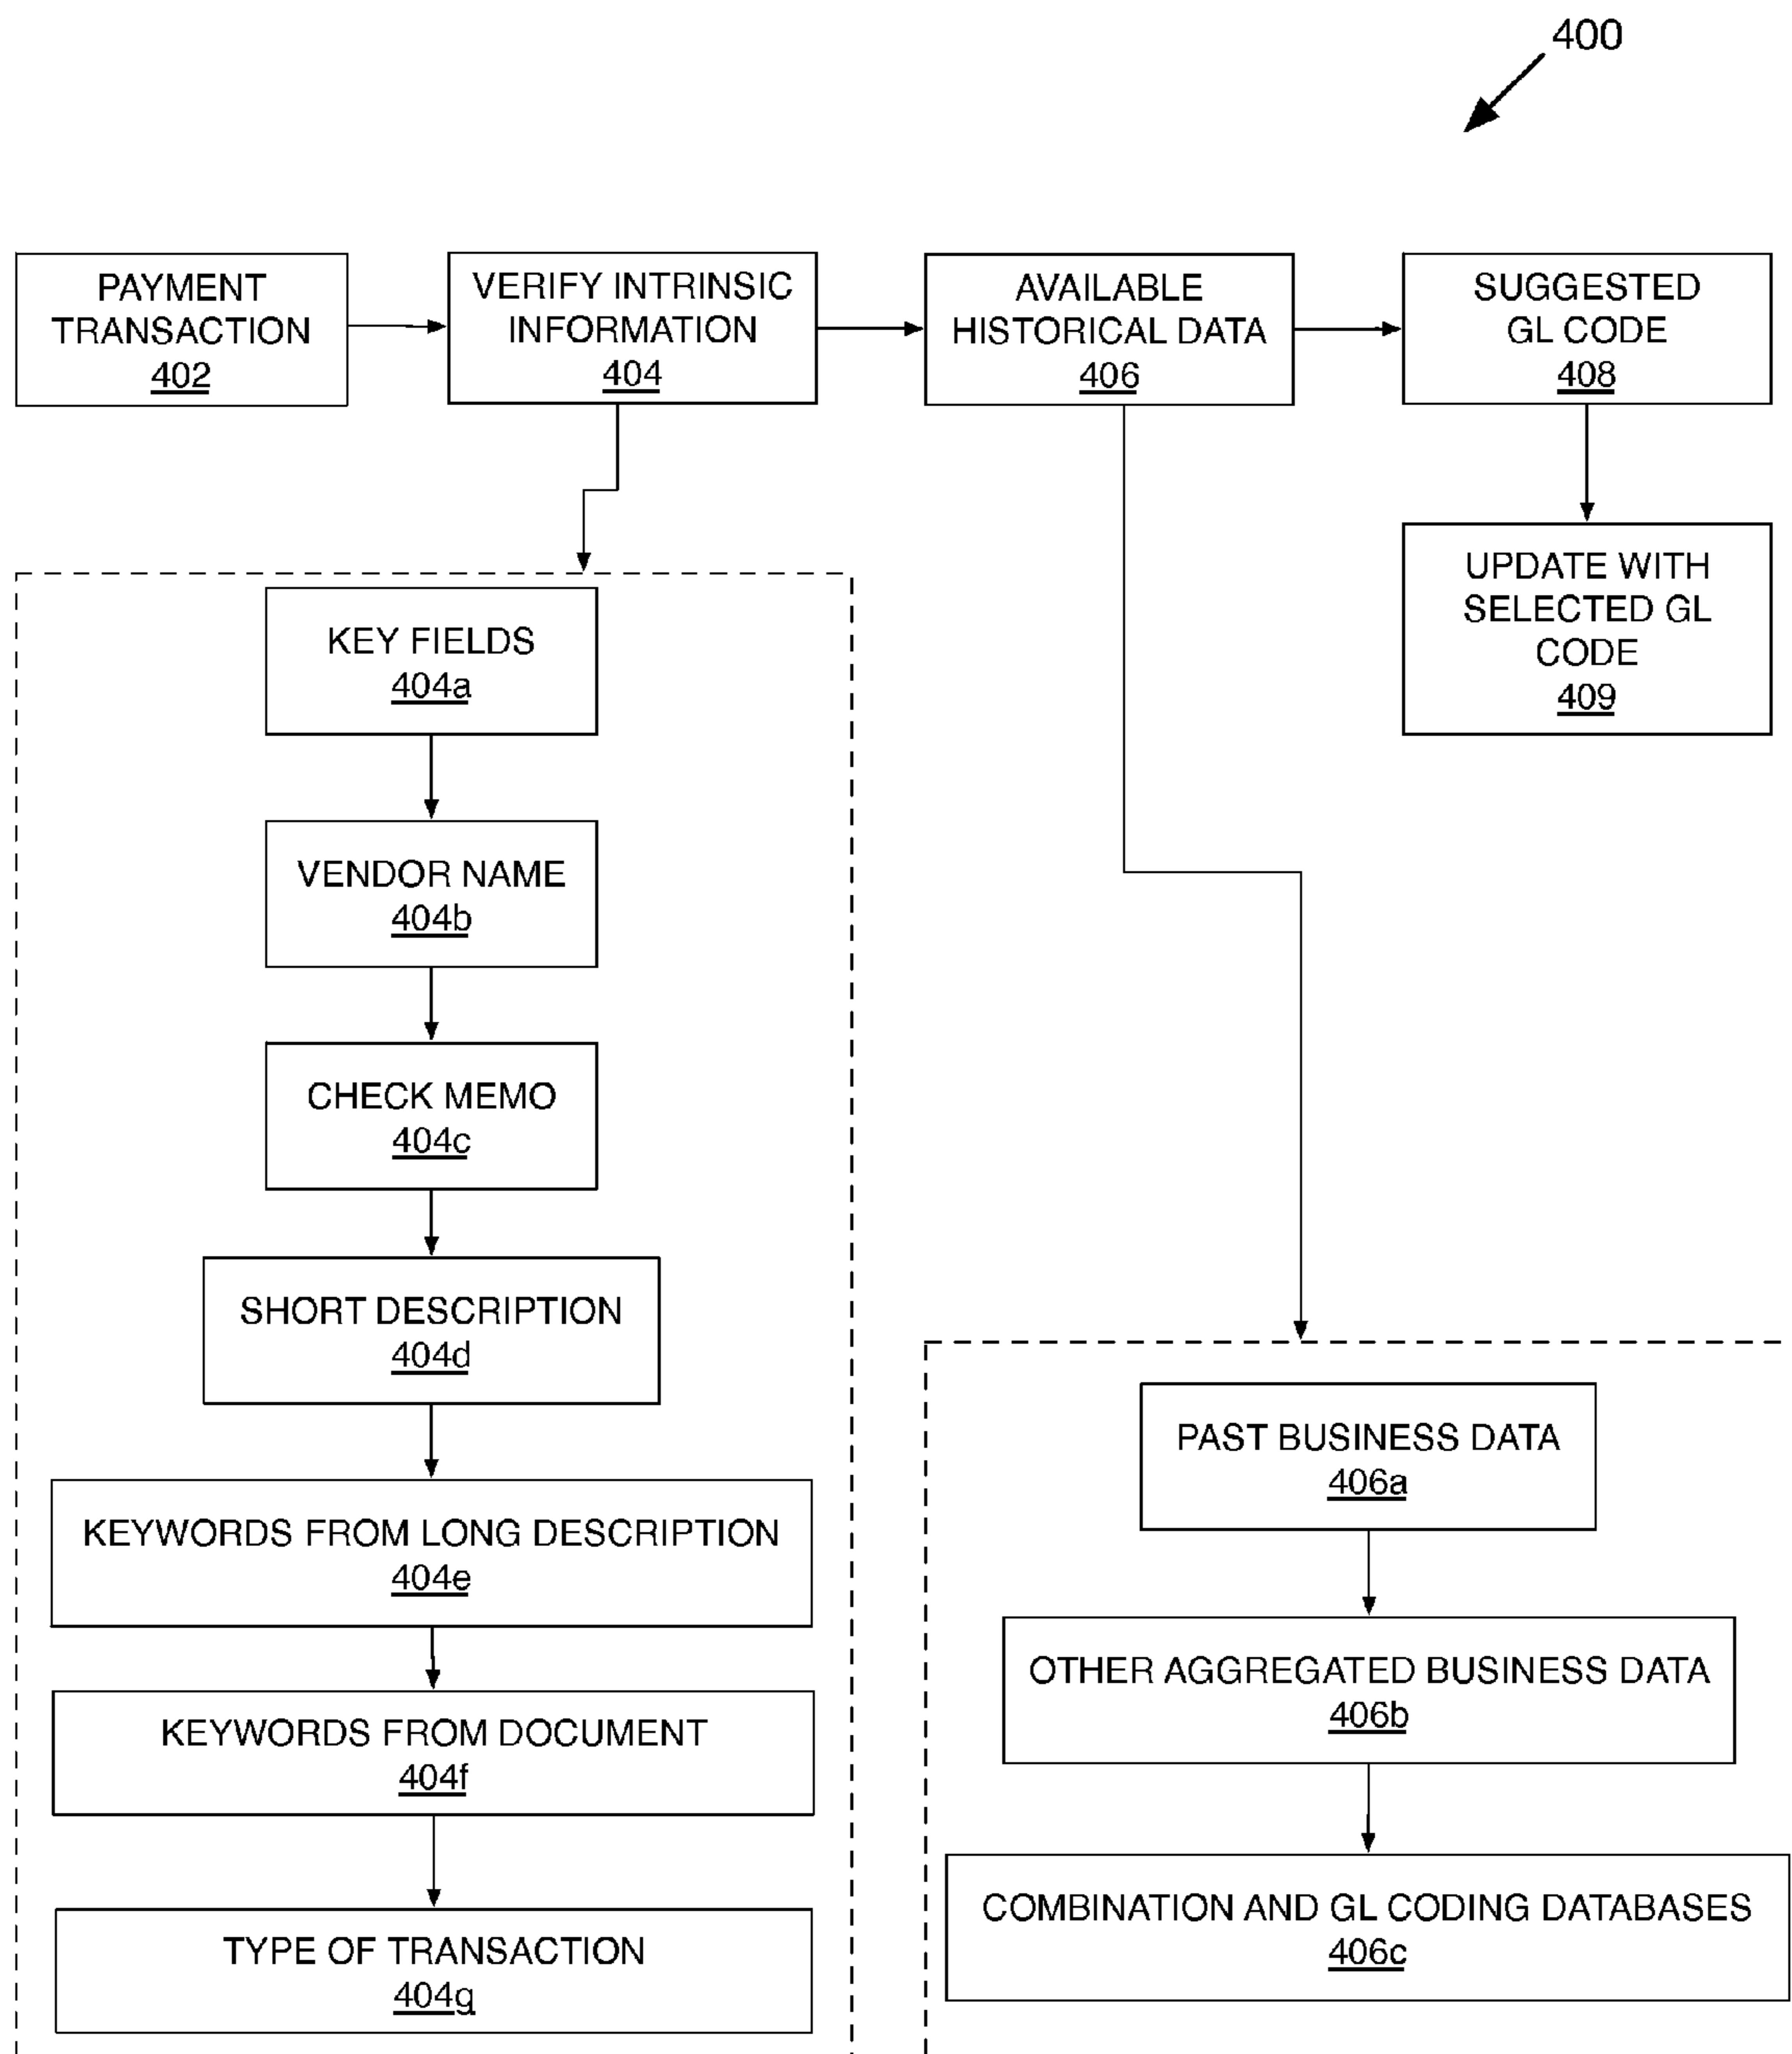 400
PAYMENT
TRANSACTION
402
VERIFY INTRINSIC
INFORMATION
404
AVAILABLE
HISTORICAL DATA
406
SUGGESTED
GL CODE
408
UPDATE WITH
SELECTED GL
CODE
409
KEY FIELDS
404a
VENDOR NAME
404b
CHECK MEMO
404c
SHORT DESCRIPTION
404d
KEYWORDS FROM LONG DESCRIPTION
404e
KEYWORDS FROM DOCUMENT
404f
TYPE OF TRANSACTION
404g
PAST BUSINESS DATA
406a
OTHER AGGREGATED BUSINESS DATA
406b
COMBINATION AND GL CODING DATABASES
406c